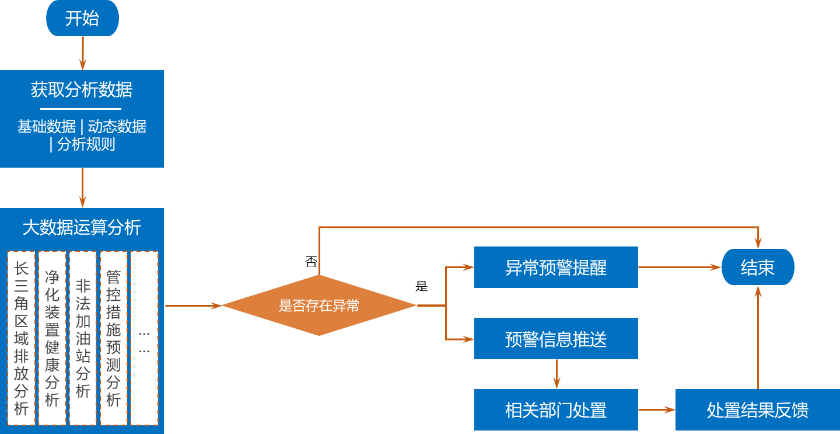 开始
获取分析数据
基础数据 | 动态数据
| 分析规则
大数据运算分析
长三角区域排放分析
净化装置健康分析
非法加油站分析
管控措施预测分析
……
是否存在异常
否
是
异常预警提醒
结束
预警信息推送
相关部门处置
处置结果反馈